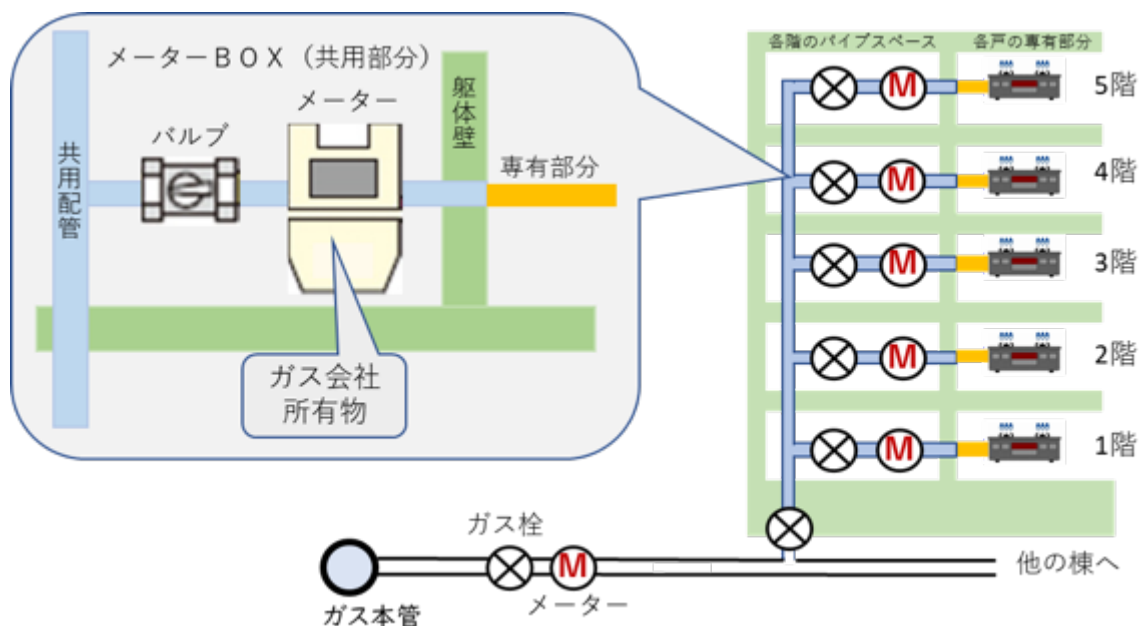 メーターＢＯＸ（共用部分）
メーター
バルブ
共用配管
躯体壁
専有部分
ガス会社
所有物
各階のパイプスペース
各戸の専有部分
M
5階
M
4階
M
3階
M
2階
M
1階
ガス栓
M
メーター
ガス本管
他の棟へ